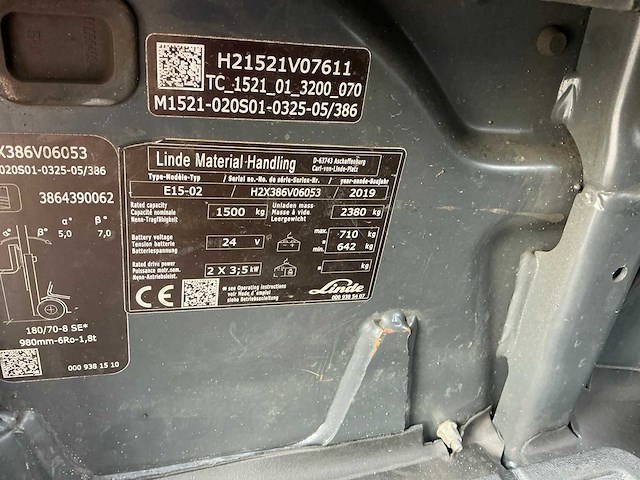 H21521V07611
TC_1521_01_3200_070
M1521-020S01-0325-05/386
X386V06053
020S01-0325-05/386
3864390062
α° β°
5,0 7,0
180/70-8 SE*
980mm-6Ro-1,8t
000 938 15 10
Linde Material Handling
D-63743 Aschaffenburg
Carl-von-Linde-Platz
Type-Modèle-Typ / Serial no.-No. de série-Serien-Nr. / year-année-Baujahr
E15-02 / H2X386V06053 / 2019
Rated capacity
Capacité nominale
Nenn-Tragfähigkeit
1500 kg
Unladen mass
Masse à vide
Leergewicht
2380 kg
Battery voltage
Tension batterie
Batteriespannung
24 V
max. 710 kg
min. 642 kg
Rated drive power
Puissance motr.nom.
Nenn-Antriebsleist.
2 X 3,5 kW
* kg
CE
* see Operating instructions
voir Mode d'emploi
siehe Betriebsanleitung
Linde
000 938 54 07